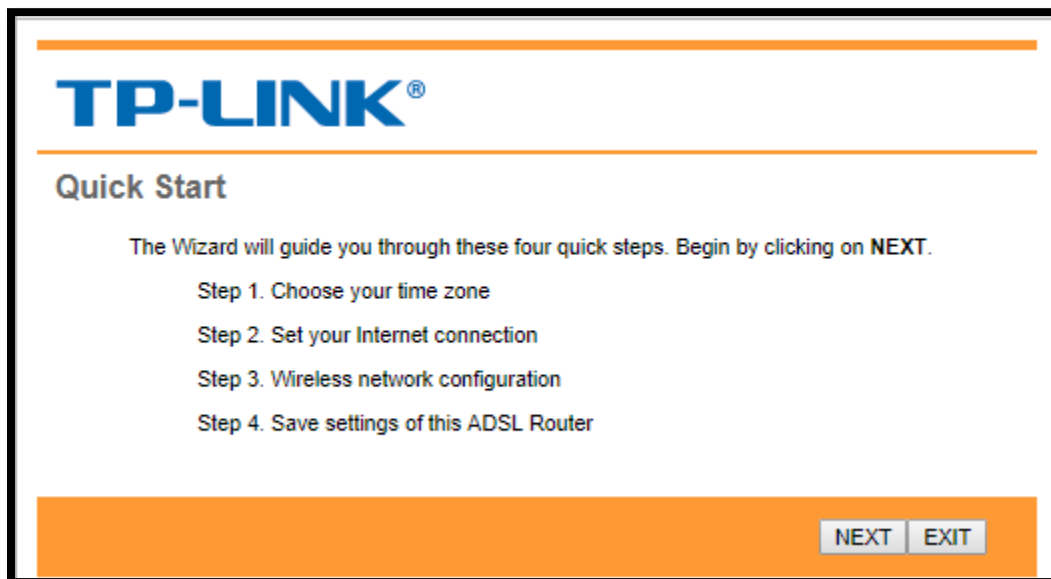 TP-LINK®
Quick Start
The Wizard will guide you through these four quick steps. Begin by clicking on NEXT.
Step 1. Choose your time zone
Step 2. Set your Internet connection
Step 3. Wireless network configuration
Step 4. Save settings of this ADSL Router
NEXT EXIT